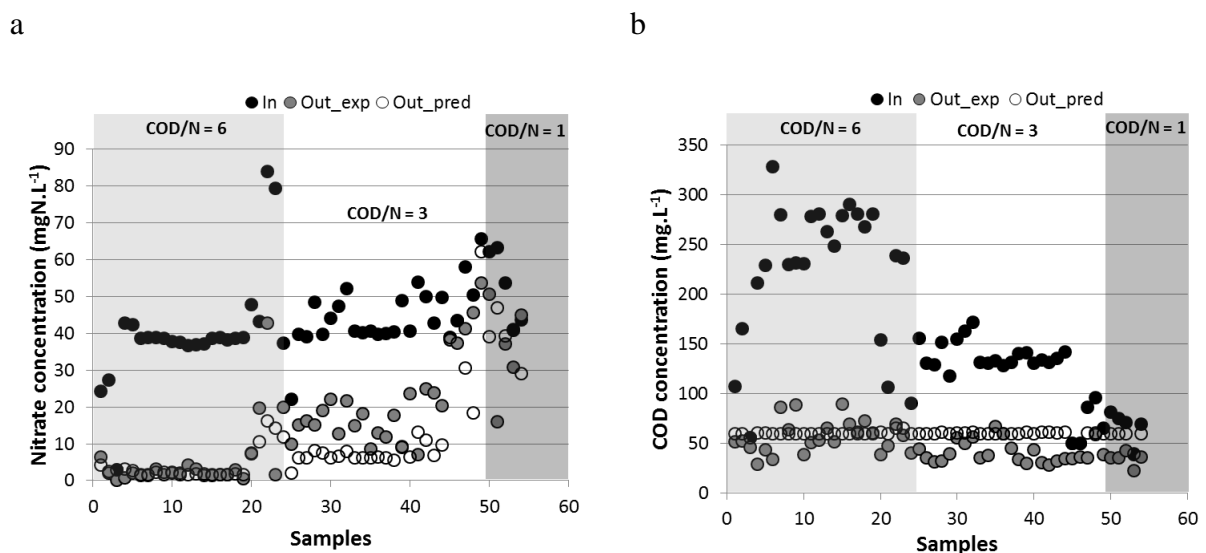 a
In Out_exp Out_pred
COD/N = 6
COD/N = 1
COD/N = 3
90
80
70
60
50
40
30
20
10
0
Nitrate concentration (mgN.L⁻¹)
0 10 20 30 40 50 60
Samples
b
In Out_exp Out_pred
COD/N = 6 COD/N = 3 COD/N = 1
350
300
250
200
150
100
50
0
COD concentration (mg.L⁻¹)
0 10 20 30 40 50 60
Samples